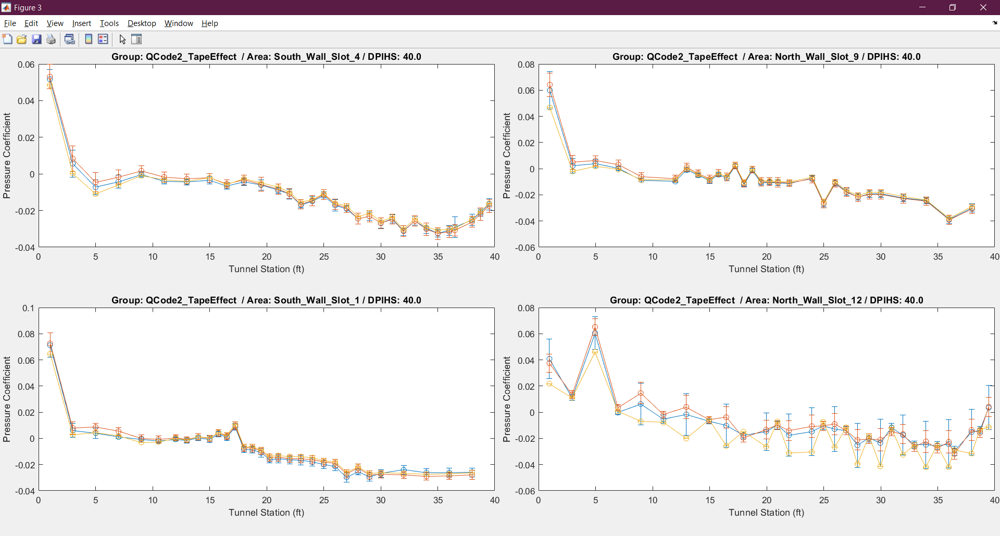 Figure 3
File Edit View Insert Tools Desktop Window Help
Group: QCode2_TapeEffect / Area: South_Wall_Slot_4 / DPIHS: 40.0
0.06
0.04
0.02
0
-0.02
-0.04
Pressure Coefficient
0 5 10 15 20 25 30 35 40
Tunnel Station (ft)
Group: QCode2_TapeEffect / Area: North_Wall_Slot_9 / DPIHS: 40.0
0.08
0.06
0.04
0.02
0
-0.02
-0.04
-0.06
Pressure Coefficient
0 5 10 15 20 25 30 35 40
Tunnel Station (ft)
Group: QCode2_TapeEffect / Area: South_Wall_Slot_1 / DPIHS: 40.0
0.1
0.08
0.06
0.04
0.02
0
-0.02
-0.04
Pressure Coefficient
0 5 10 15 20 25 30 35 40
Tunnel Station (ft)
Group: QCode2_TapeEffect / Area: North_Wall_Slot_12 / DPIHS: 40.0
0.08
0.06
0.04
0.02
0
-0.02
-0.04
-0.06
Pressure Coefficient
0 5 10 15 20 25 30 35 40
Tunnel Station (ft)